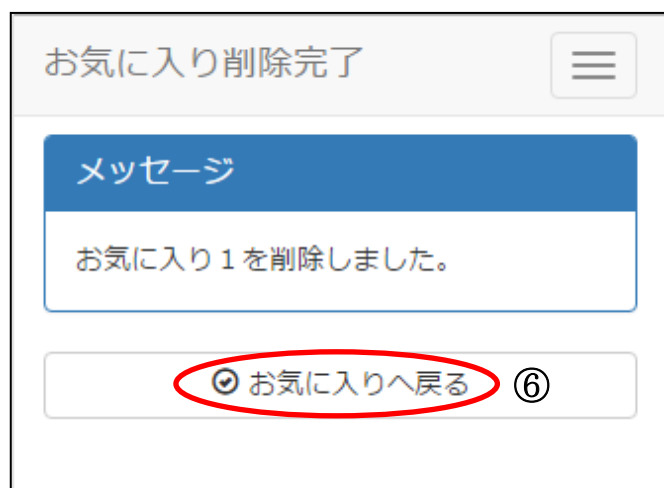 お気に入り削除完了
メッセージ
お気に入り１を削除しました。
お気に入りへ戻る ⑥